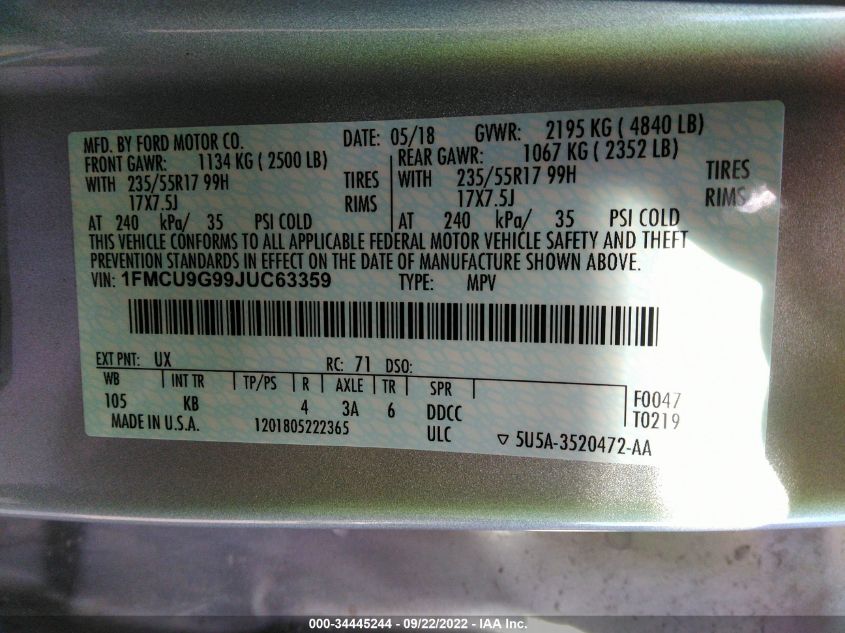 MFD. BY FORD MOTOR CO. DATE: 05/18 GVWR: 2195 KG ( 4840 LB)
FRONT GAWR: 1134 KG ( 2500 LB) REAR GAWR: 1067 KG ( 2352 LB)
WITH 235/55R17 99H TIRES WITH 235/55R17 99H TIRES
17X7.5J RIMS 17X7.5J RIMS
AT 240 kPa/ 35 PSI COLD AT 240 kPa/ 35 PSI COLD
THIS VEHICLE CONFORMS TO ALL APPLICABLE FEDERAL MOTOR VEHICLE SAFETY AND THEFT
PREVENTION STANDARDS IN EFFECT ON THE DATE OF MANUFACTURE SHOWN ABOVE.
VIN: 1FMCU9G99JUC63359 TYPE: MPV
EXT PNT: UX RC: 71 DSO:
WB INT TR TP/PS R AXLE TR SPR
105 KB 4 3A 6 DDCC F0047
MADE IN U.S.A. 1201805222365 ULC T0219
5U5A-3520472-AA
000-34445244 - 09/22/2022 - IAA Inc.